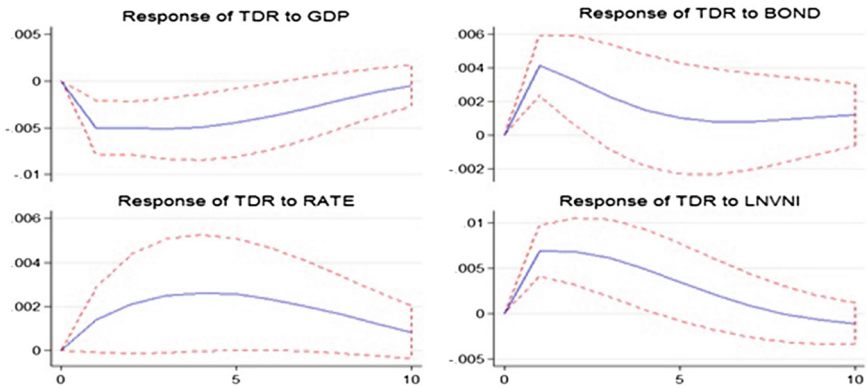 Response of TDR to GDP
.005
0
-.005
-.01
Response of TDR to BOND
.006
.004
.002
0
-.002
Response of TDR to RATE
.006
.004
.002
0
0 5 10
Response of TDR to LNVNI
.01
.005
0
-.005
0 5 10